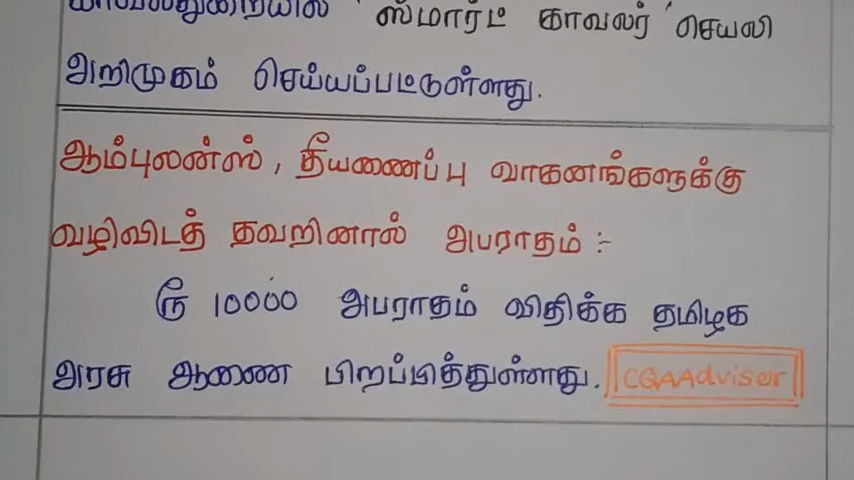 காவல்துறையில் 'ஸ்மார்ட் காவலர்' செயலி
அறிமுகம் செய்யப்பட்டுள்ளது.
ஆம்புலன்ஸ், தீயணைப்பு வாகனங்களுக்கு
வழிவிடத் தவறினால் அபராதம் :-
ரூ 10000 அபராதம் விதிக்க தமிழக
அரசு ஆணை பிறப்பித்துள்ளது. CGAAdviser